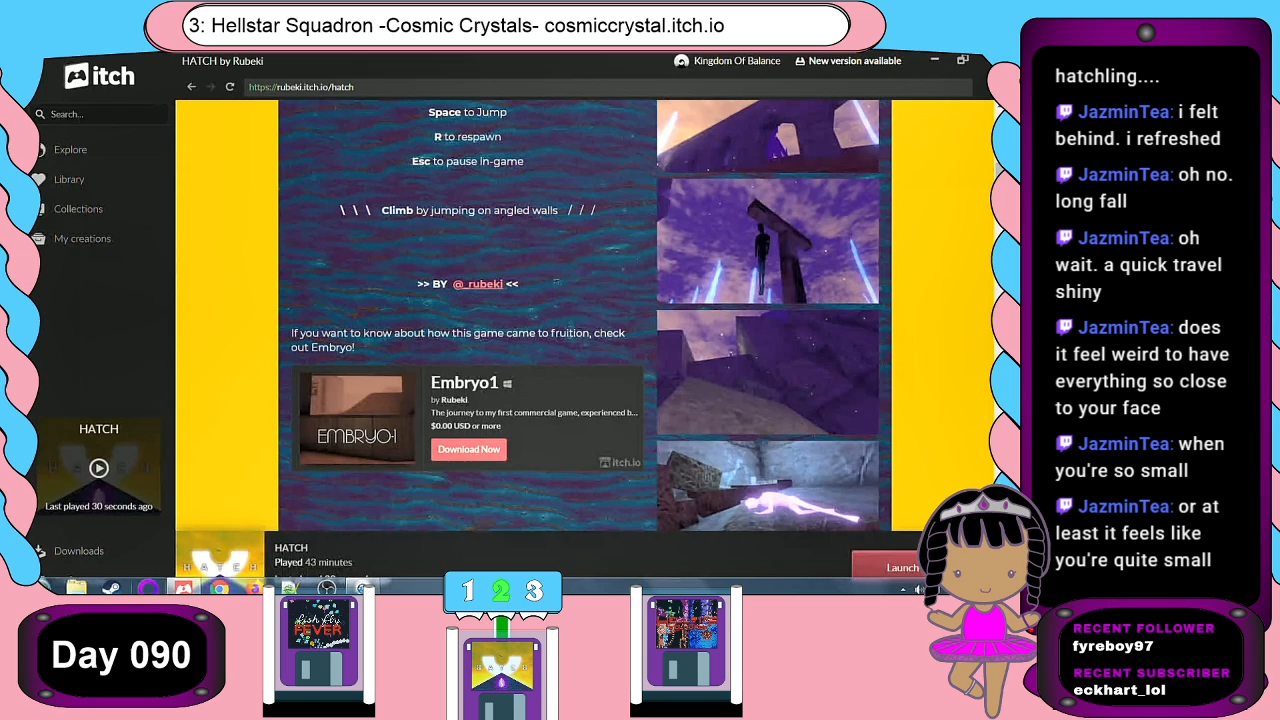 3: Hellstar Squadron -Cosmic Crystals- cosmiccrystal.itch.io
itch
HATCH by Rubeki
Kingdom Of Balance
New version available
https://rubeki.itch.io/hatch
Search...
Explore
Library
Collections
My creations
HATCH
Last played 30 seconds ago
Downloads
Space to Jump
R to respawn
Esc to pause in-game
\ \ \ Climb by jumping on angled walls / / /
>> BY @_rubeki <<
If you want to know about how this game came to fruition, check
out Embryo!
EMBRYO-1
Embryo1
by Rubeki
The journey to my first commercial game, experienced b...
$0.00 USD or more
Download Now
itch.io
HATCH
HATCH
Played 43 minutes
Launch
hatchling....
JazminTea: i felt
behind. i refreshed
JazminTea: oh no.
long fall
JazminTea: oh
wait. a quick travel
shiny
JazminTea: does
it feel weird to have
everything so close
to your face
JazminTea: when
you're so small
JazminTea: or at
least it feels like
you're quite small
1 2 3
Day 090
FEVER
HATCH
RECENT FOLLOWER
fyreboy97
RECENT SUBSCRIBER
eckhart_lol